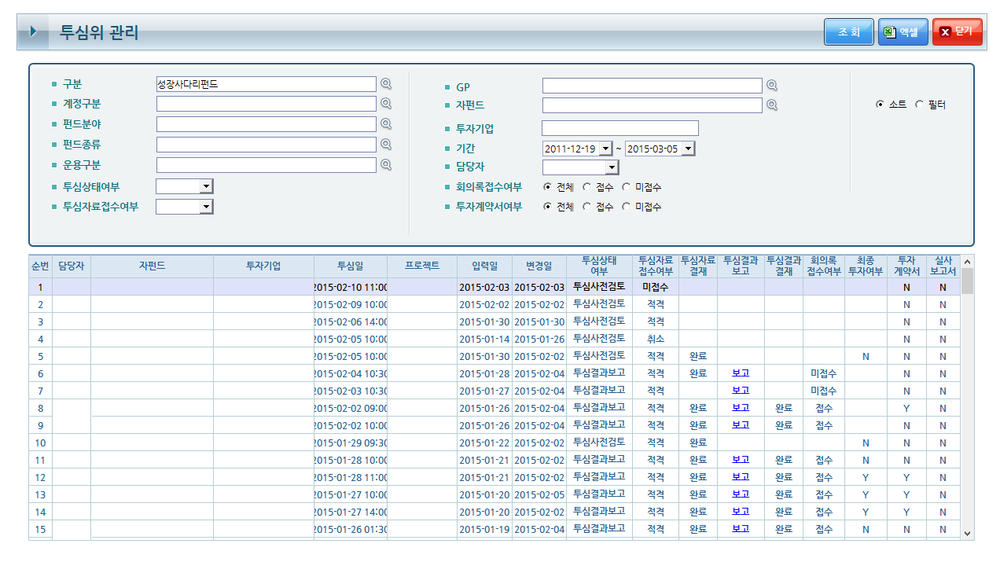 투심위 관리
조 회 엑셀 닫기
구분 성장사다리펀드
계정구분
펀드분야
펀드종류
운용구분
투심상태여부
투심자료접수여부
GP
자펀드
투자기업
기간 2011-12-19 ~ 2015-03-05
담당자
회의록접수여부 전체 접수 미접수
투자계약서여부 전체 접수 미접수
소트 필터
순번 담당자 자펀드 투자기업 투심일 프로젝트 입력일 변경일 투심상태여부 투심자료접수여부 투심자료결재 투심결과보고 투심결과결재 회의록접수여부 최종투자여부 투자계약서 실사보고서
1 2015-02-10 11:00 2015-02-03 2015-02-03 투심사전검토 미접수 N N
2 2015-02-09 10:00 2015-02-02 2015-02-02 투심사전검토 적격 N N
3 2015-02-06 14:00 2015-01-30 2015-01-30 투심사전검토 적격 N N
4 2015-02-05 10:00 2015-01-14 2015-01-26 투심사전검토 취소 N N
5 2015-02-05 10:00 2015-01-30 2015-02-02 투심사전검토 적격 완료 N N N
6 2015-02-04 10:30 2015-01-28 2015-02-04 투심결과보고 적격 완료 보고 미접수 N N
7 2015-02-03 10:30 2015-01-27 2015-02-04 투심결과보고 적격 보고 미접수 N N
8 2015-02-02 09:00 2015-01-26 2015-02-04 투심결과보고 적격 완료 보고 완료 접수 Y N
9 2015-02-02 10:00 2015-01-26 2015-02-04 투심결과보고 적격 완료 보고 완료 접수 N N
10 2015-01-29 09:30 2015-01-22 2015-02-02 투심사전검토 적격 완료 N N N
11 2015-01-28 10:00 2015-01-21 2015-02-02 투심결과보고 적격 완료 보고 완료 접수 N N N
12 2015-01-28 11:00 2015-01-21 2015-02-02 투심결과보고 적격 완료 보고 완료 접수 Y Y N
13 2015-01-27 10:00 2015-01-20 2015-02-05 투심결과보고 적격 완료 보고 완료 접수 Y Y N
14 2015-01-27 14:00 2015-01-20 2015-02-02 투심결과보고 적격 완료 보고 완료 접수 Y Y N
15 2015-01-26 01:30 2015-01-19 2015-02-04 투심결과보고 적격 완료 보고 완료 접수 N N N